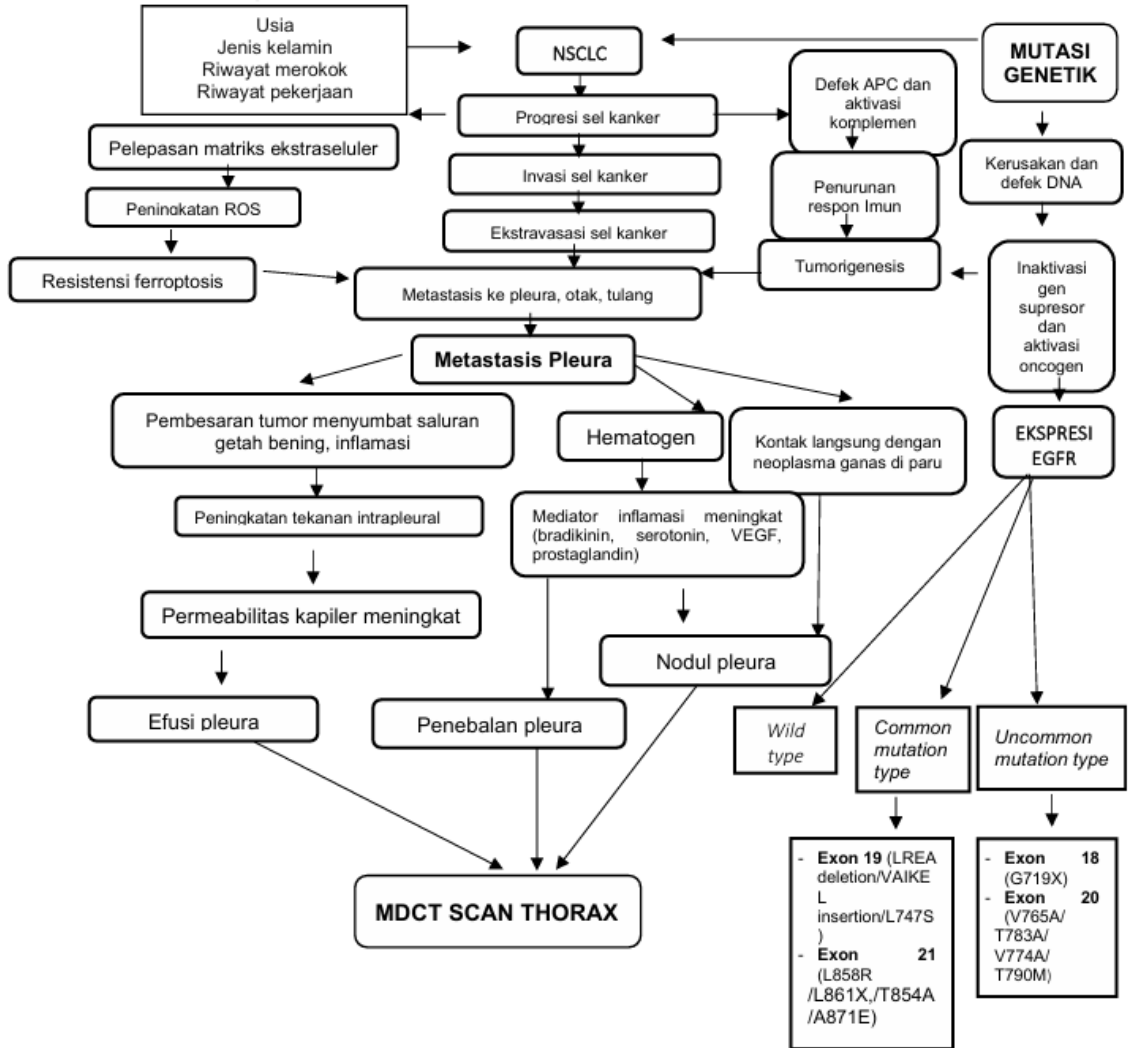 Usia
Jenis kelamin
Riwayat merokok
Riwayat pekerjaan
NSCLC
MUTASI
GENETIK
Defek APC dan
aktivasi
komplemen
Progresi sel kanker
Pelepasan matriks ekstraseluler
Invasi sel kanker
Penurunan
respon Imun
Kerusakan dan
defek DNA
Peningkatan ROS
Ekstravasasi sel kanker
Resistensi ferroptosis
Tumorigenesis
Metastasis ke pleura, otak, tulang
Inaktivasi
gen
supresor
dan
aktivasi
oncogen
Metastasis Pleura
Pembesaran tumor menyumbat saluran
getah bening, inflamasi
Hematogen
Kontak langsung dengan
neoplasma ganas di paru
EKSPRESI
EGFR
Peningkatan tekanan intrapleural
Mediator inflamasi meningkat
(bradikinin, serotonin, VEGF,
prostaglandin)
Permeabilitas kapiler meningkat
Nodul pleura
Efusi pleura
Penebalan pleura
Wild
type
Common
mutation
type
Uncommon
mutation type
MDCT SCAN THORAX
- Exon 19 (LREA
deletion/VAIKE
L
insertion/L747S
)
- Exon 21
(L858R
/L861X,/T854A
/A871E)
- Exon 18
(G719X)
- Exon 20
(V765A/
T783A/
V774A/
T790M)